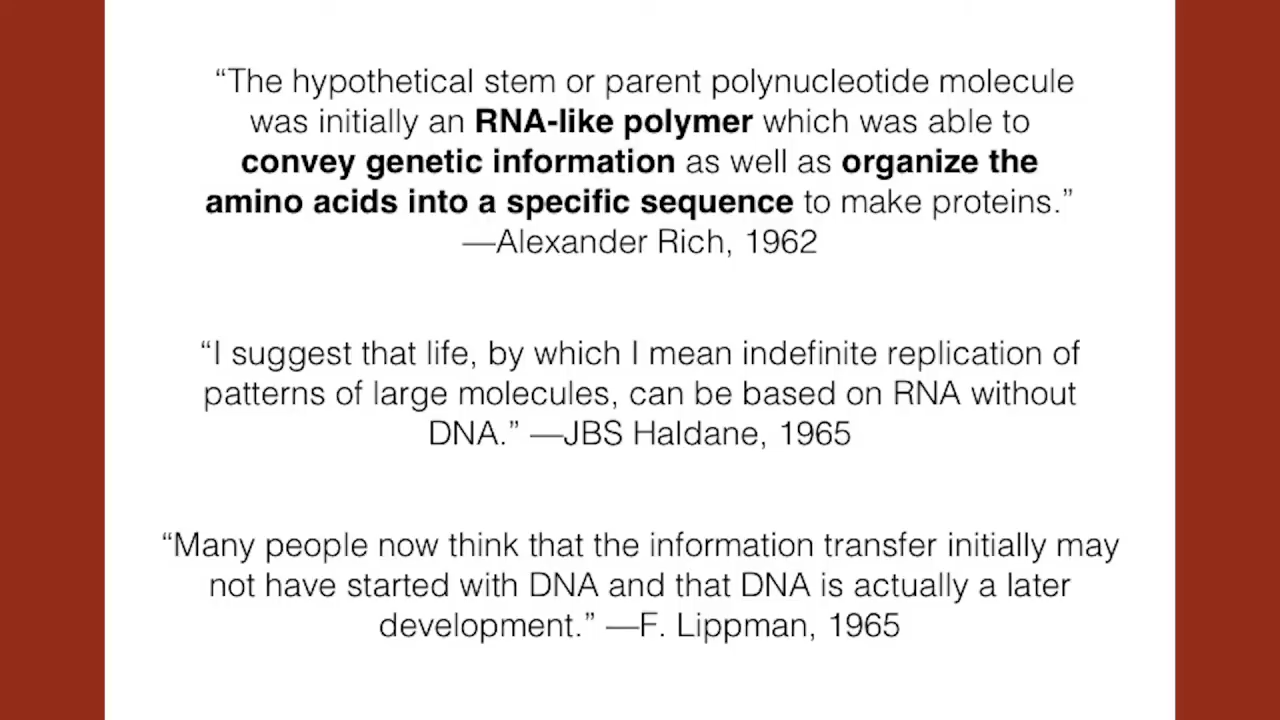 “The hypothetical stem or parent polynucleotide molecule
was initially an RNA-like polymer which was able to
convey genetic information as well as organize the
amino acids into a specific sequence to make proteins.”
—Alexander Rich, 1962
“I suggest that life, by which I mean indefinite replication of
patterns of large molecules, can be based on RNA without
DNA.” —JBS Haldane, 1965
“Many people now think that the information transfer initially may
not have started with DNA and that DNA is actually a later
development.” —F. Lippman, 1965